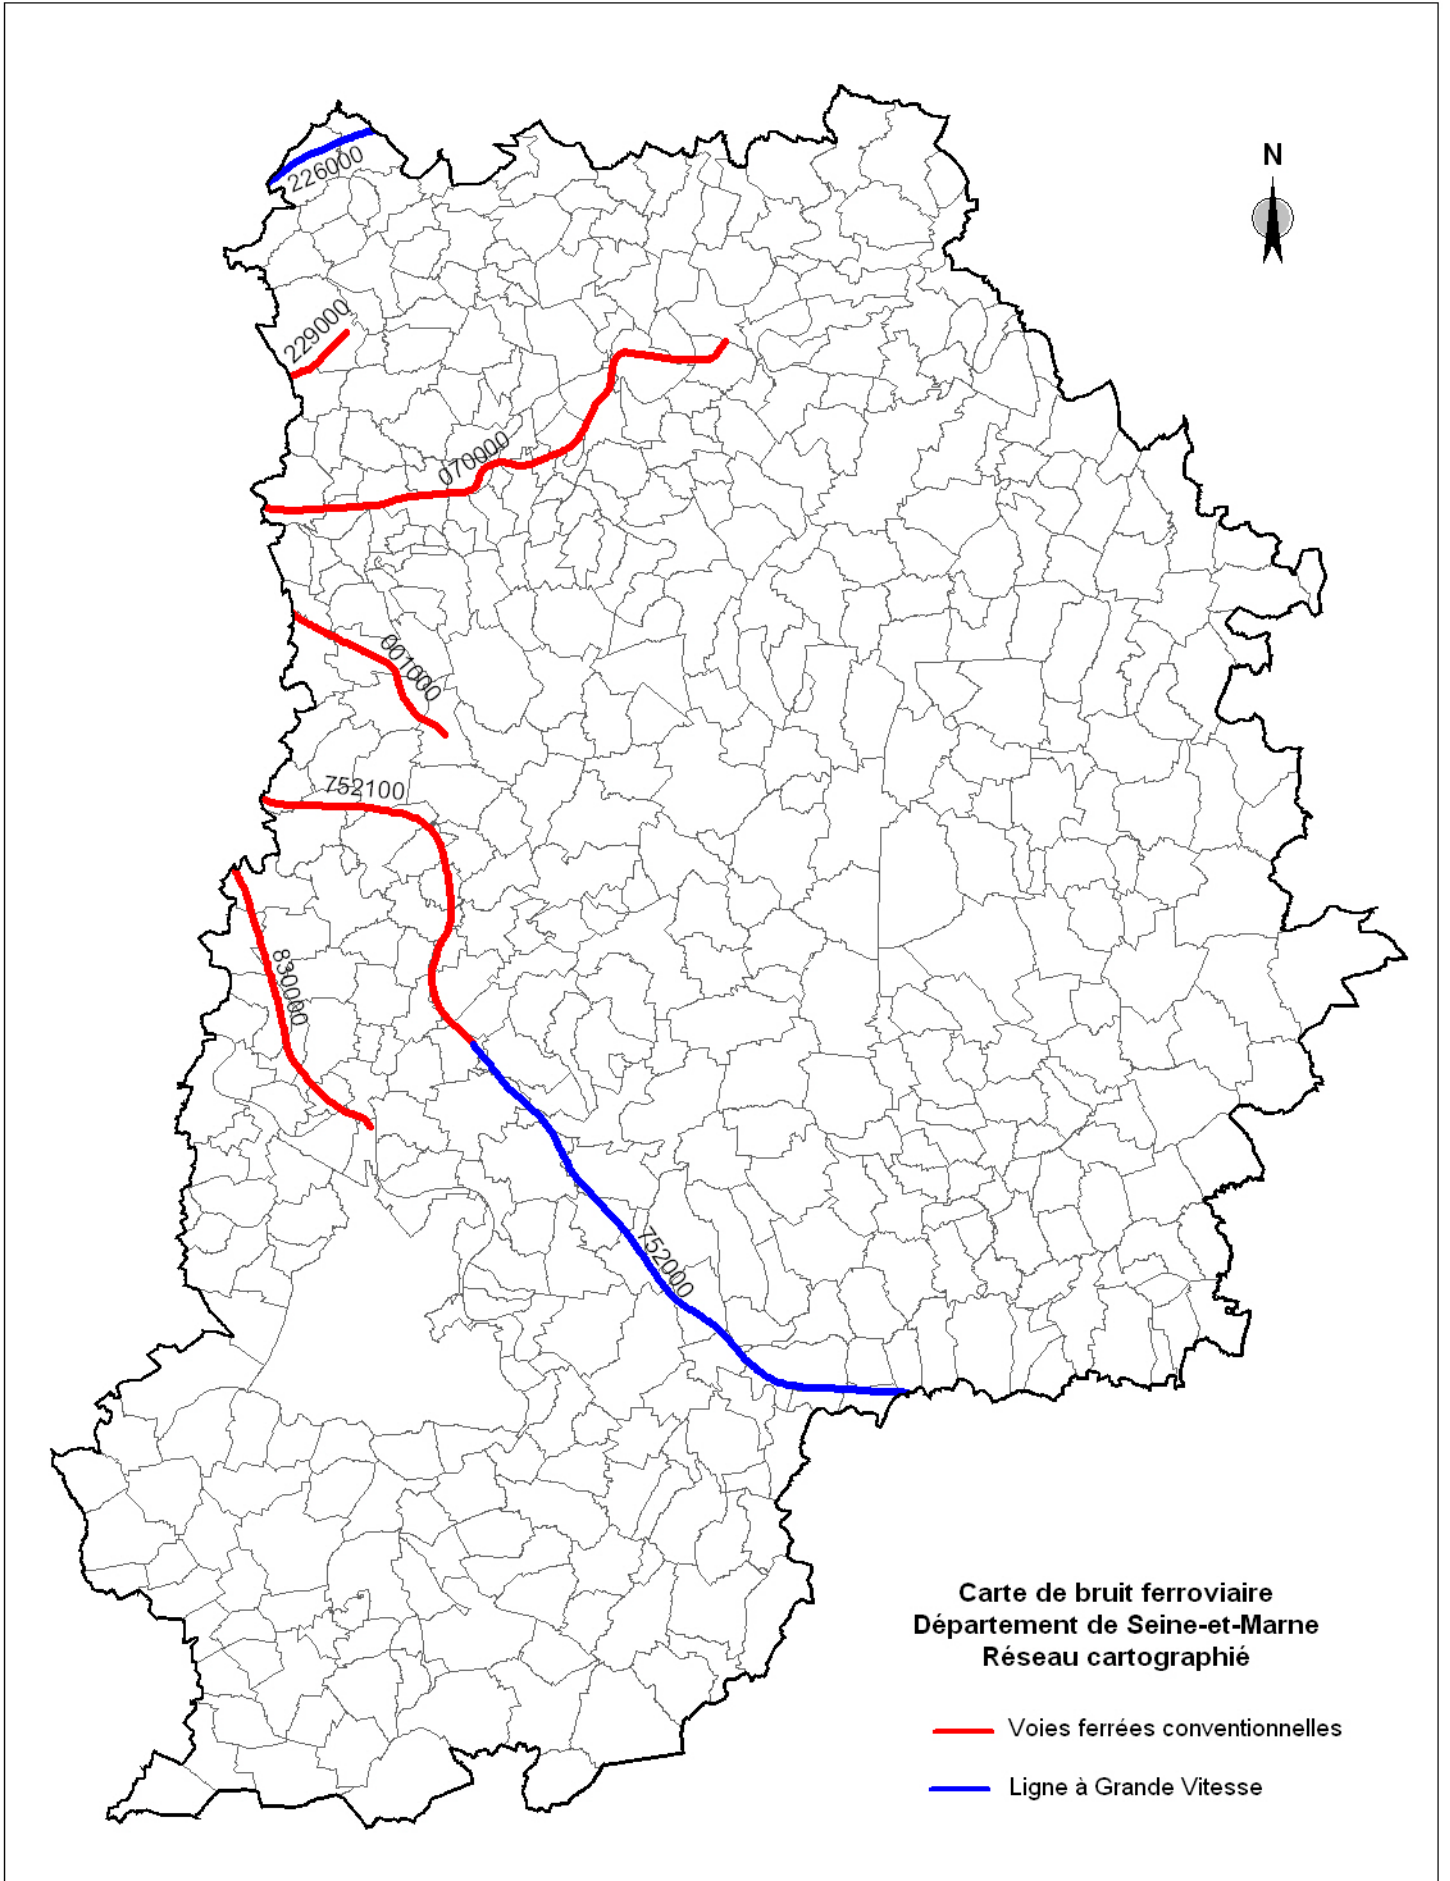 N
226000
229000
070000
001000
752100
830000
752000
Carte de bruit ferroviaire
Département de Seine-et-Marne
Réseau cartographié
Voies ferrées conventionnelles
Ligne à Grande Vitesse